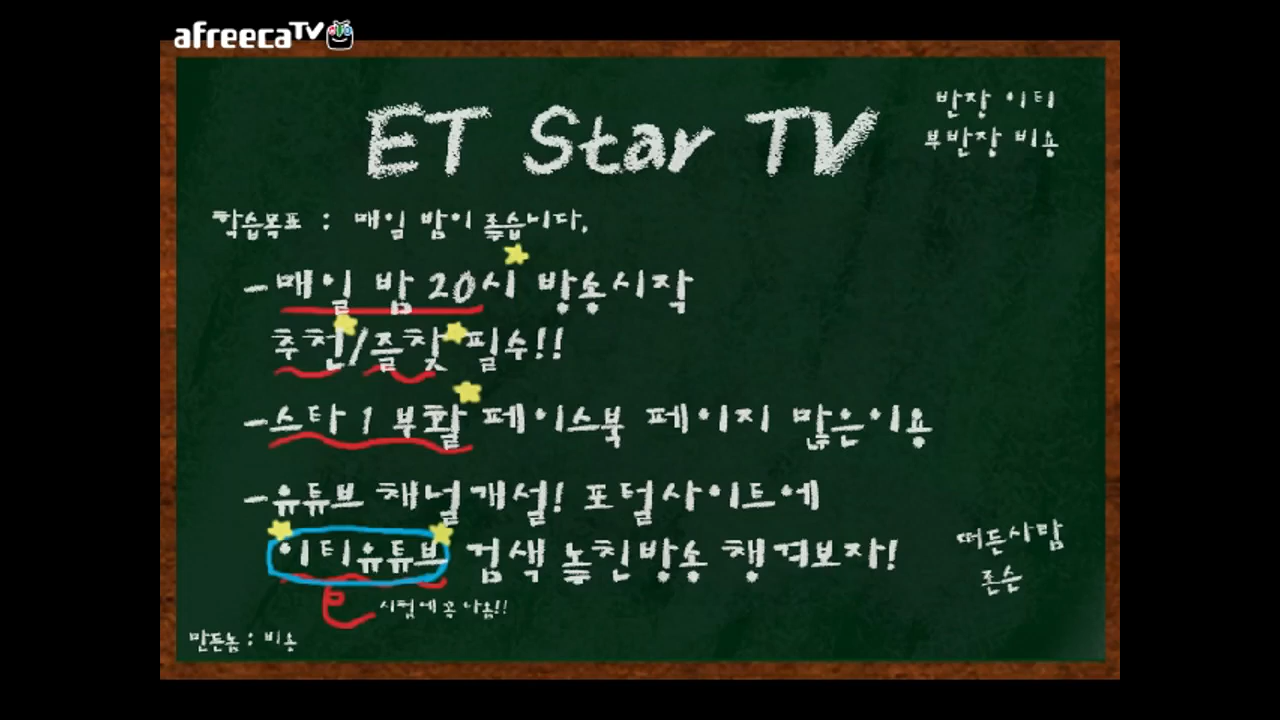 afreecaTV
ET Star TV
반장 이티
부반장 비용
학습목표 : 매일 밤이 좋습니다.
-매일 밤 20시 방송시작
추천/즐찾 필수!!
-스타 1 부활 페이스북 페이지 많은이용
-유튜브 채널개설! 포털사이트에
이티유튜브 검색 놓친방송 챙겨보자!
시험에 꼭 나옴!!
떠든사람
존슨
만든놈 : 비용